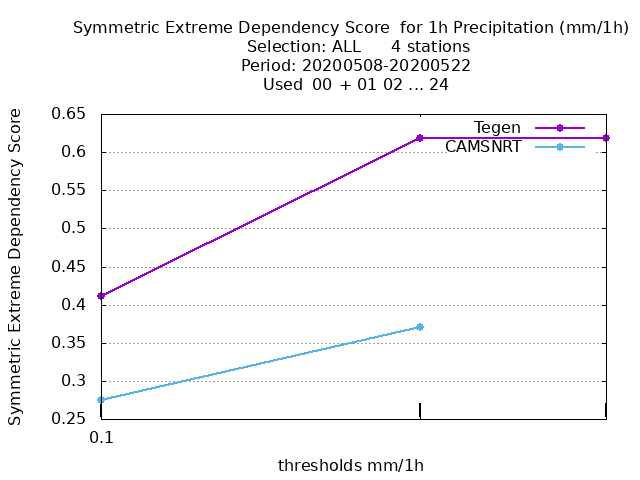 Symmetric Extreme Dependency Score  for 1h Precipitation (mm/1h)
Selection: ALL      4 stations
Period: 20200508-20200522
Used  00 + 01 02 ... 24
Symmetric Extreme Dependency Score
0.65
0.6
0.55
0.5
0.45
0.4
0.35
0.3
0.25
Tegen
CAMSNRT
0.1
thresholds mm/1h